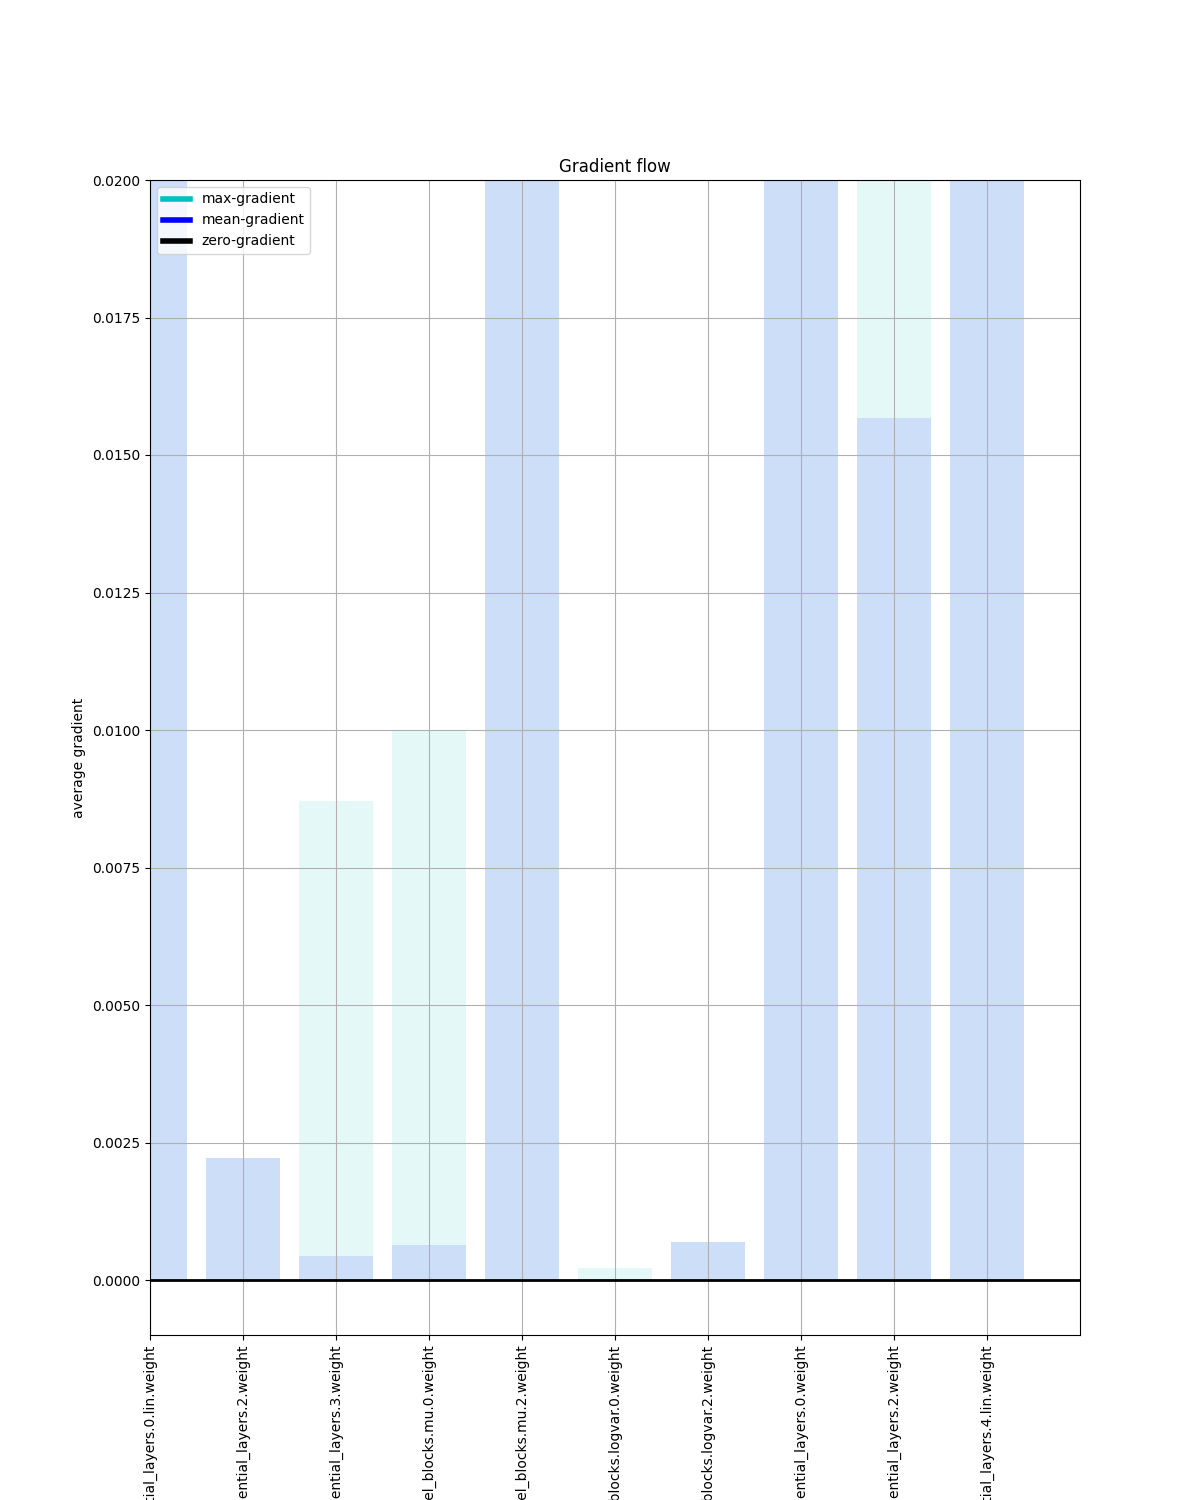 Gradient flow
max-gradient
mean-gradient
zero-gradient
0.0200
0.0175
0.0150
0.0125
0.0100
0.0075
0.0050
0.0025
0.0000
average gradient
tial_layers.0.lin.weight
ential_layers.2.weight
ential_layers.3.weight
el_blocks.mu.0.weight
el_blocks.mu.2.weight
blocks.logvar.0.weight
blocks.logvar.2.weight
ential_layers.0.weight
ential_layers.2.weight
tial_layers.4.lin.weight